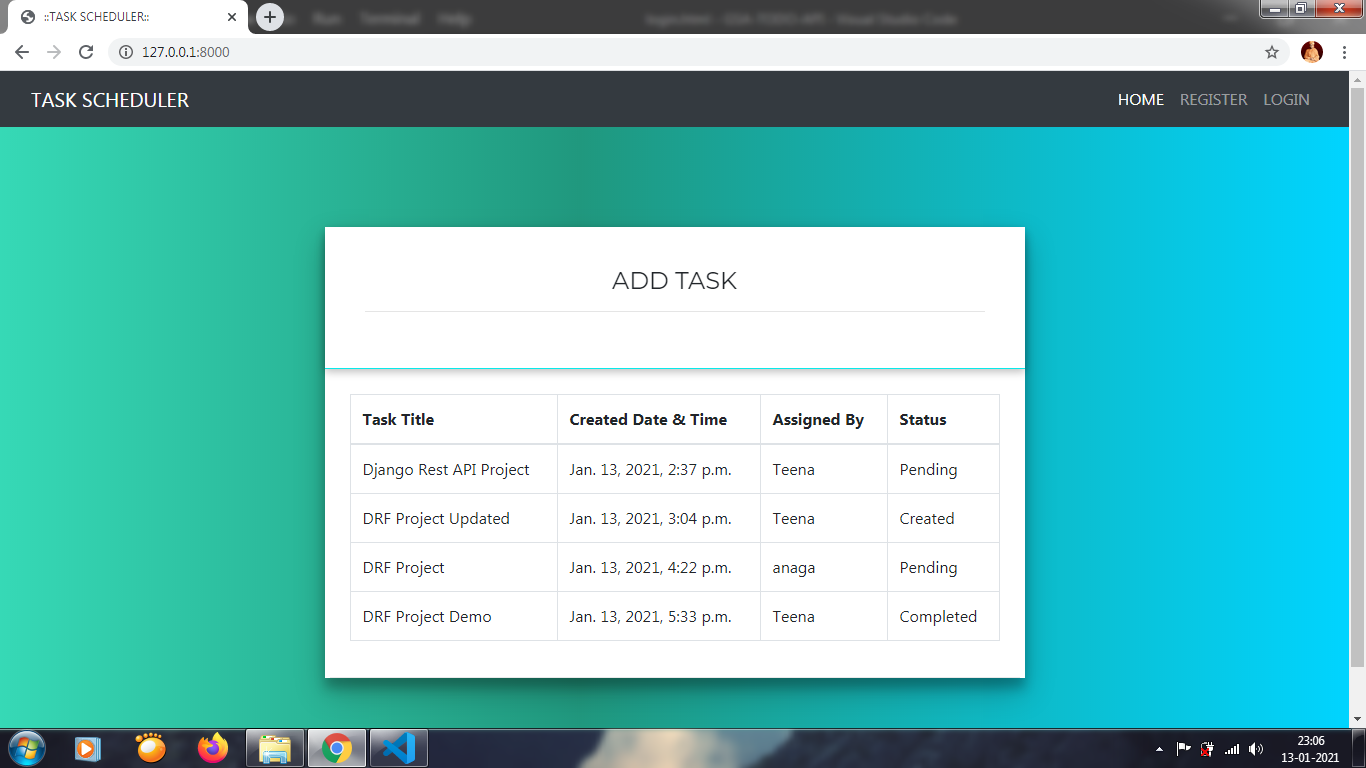 ::TASK SCHEDULER::
Run Terminal Help
127.0.0.1:8000
TASK SCHEDULER
HOME REGISTER LOGIN
ADD TASK
Task Title Created Date & Time Assigned By Status
Django Rest API Project Jan. 13, 2021, 2:37 p.m. Teena Pending
DRF Project Updated Jan. 13, 2021, 3:04 p.m. Teena Created
DRF Project Jan. 13, 2021, 4:22 p.m. anaga Pending
DRF Project Demo Jan. 13, 2021, 5:33 p.m. Teena Completed
23:06
13-01-2021